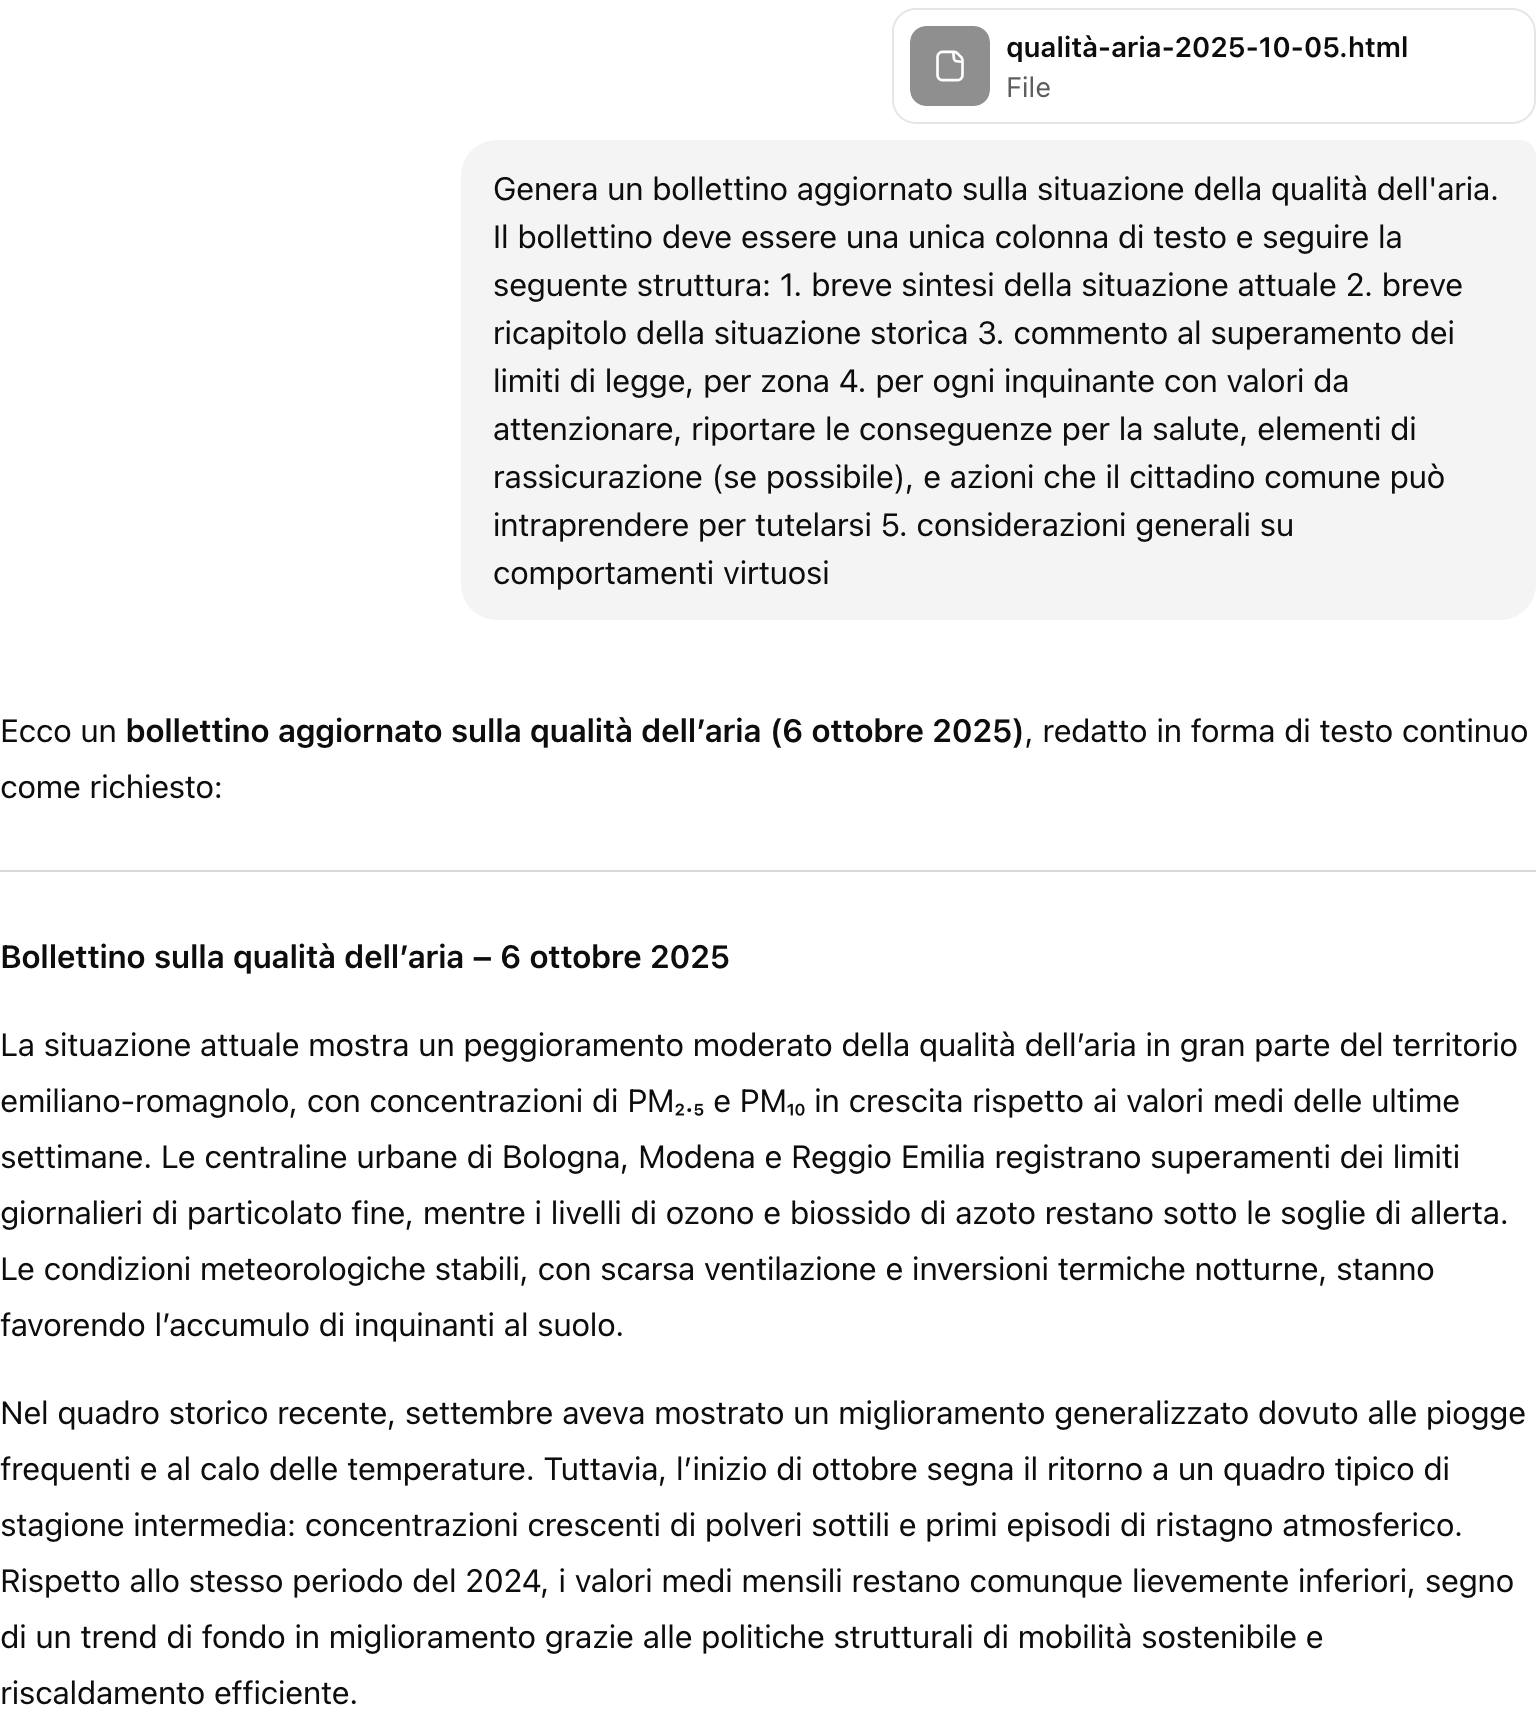 qualità-aria-2025-10-05.html
File
Genera un bollettino aggiornato sulla situazione della qualità dell'aria.
Il bollettino deve essere una unica colonna di testo e seguire la
seguente struttura: 1. breve sintesi della situazione attuale 2. breve
ricapitolo della situazione storica 3. commento al superamento dei
limiti di legge, per zona 4. per ogni inquinante con valori da
attenzionare, riportare le conseguenze per la salute, elementi di
rassicurazione (se possibile), e azioni che il cittadino comune può
intraprendere per tutelarsi 5. considerazioni generali su
comportamenti virtuosi
Ecco un bollettino aggiornato sulla qualità dell’aria (6 ottobre 2025), redatto in forma di testo continuo
come richiesto:
Bollettino sulla qualità dell’aria – 6 ottobre 2025
La situazione attuale mostra un peggioramento moderato della qualità dell’aria in gran parte del territorio
emiliano-romagnolo, con concentrazioni di PM₂.₅ e PM₁₀ in crescita rispetto ai valori medi delle ultime
settimane. Le centraline urbane di Bologna, Modena e Reggio Emilia registrano superamenti dei limiti
giornalieri di particolato fine, mentre i livelli di ozono e biossido di azoto restano sotto le soglie di allerta.
Le condizioni meteorologiche stabili, con scarsa ventilazione e inversioni termiche notturne, stanno
favorendo l’accumulo di inquinanti al suolo.
Nel quadro storico recente, settembre aveva mostrato un miglioramento generalizzato dovuto alle piogge
frequenti e al calo delle temperature. Tuttavia, l’inizio di ottobre segna il ritorno a un quadro tipico di
stagione intermedia: concentrazioni crescenti di polveri sottili e primi episodi di ristagno atmosferico.
Rispetto allo stesso periodo del 2024, i valori medi mensili restano comunque lievemente inferiori, segno
di un trend di fondo in miglioramento grazie alle politiche strutturali di mobilità sostenibile e
riscaldamento efficiente.